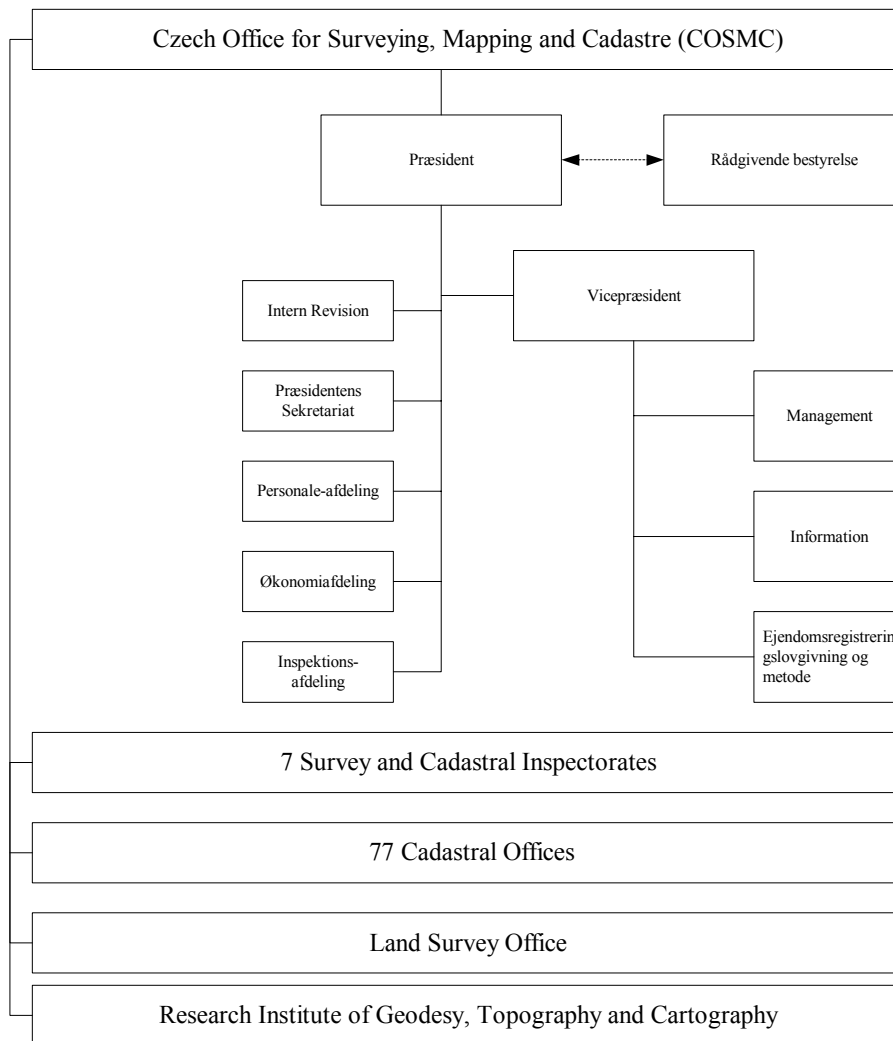 Czech Office for Surveying, Mapping and Cadastre (COSMC)
Præsident
Rådgivende bestyrelse
Vicepræsident
Intern Revision
Præsidentens
Sekretariat
Personale-afdeling
Økonomiafdeling
Inspektions-
afdeling
Management
Information
Ejendomsregistrerin
gslovgivning og
metode
7 Survey and Cadastral Inspectorates
77 Cadastral Offices
Land Survey Office
Research Institute of Geodesy, Topography and Cartography